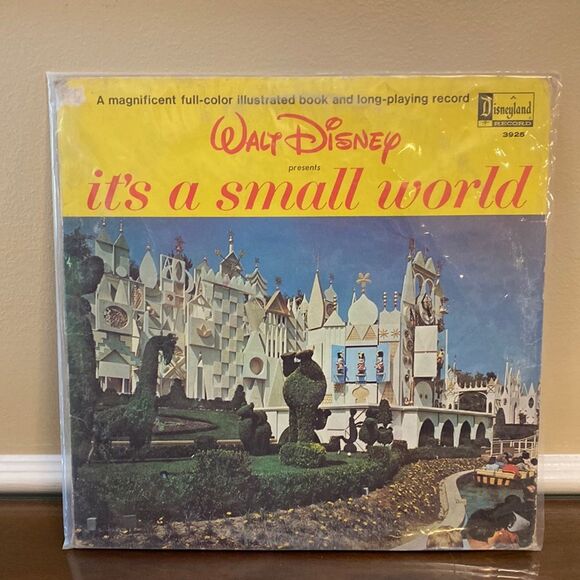 A magnificent full-color illustrated book and long-playing record
Disneyland
RECORD
3925
WALT DISNEY
presents
it's a small world